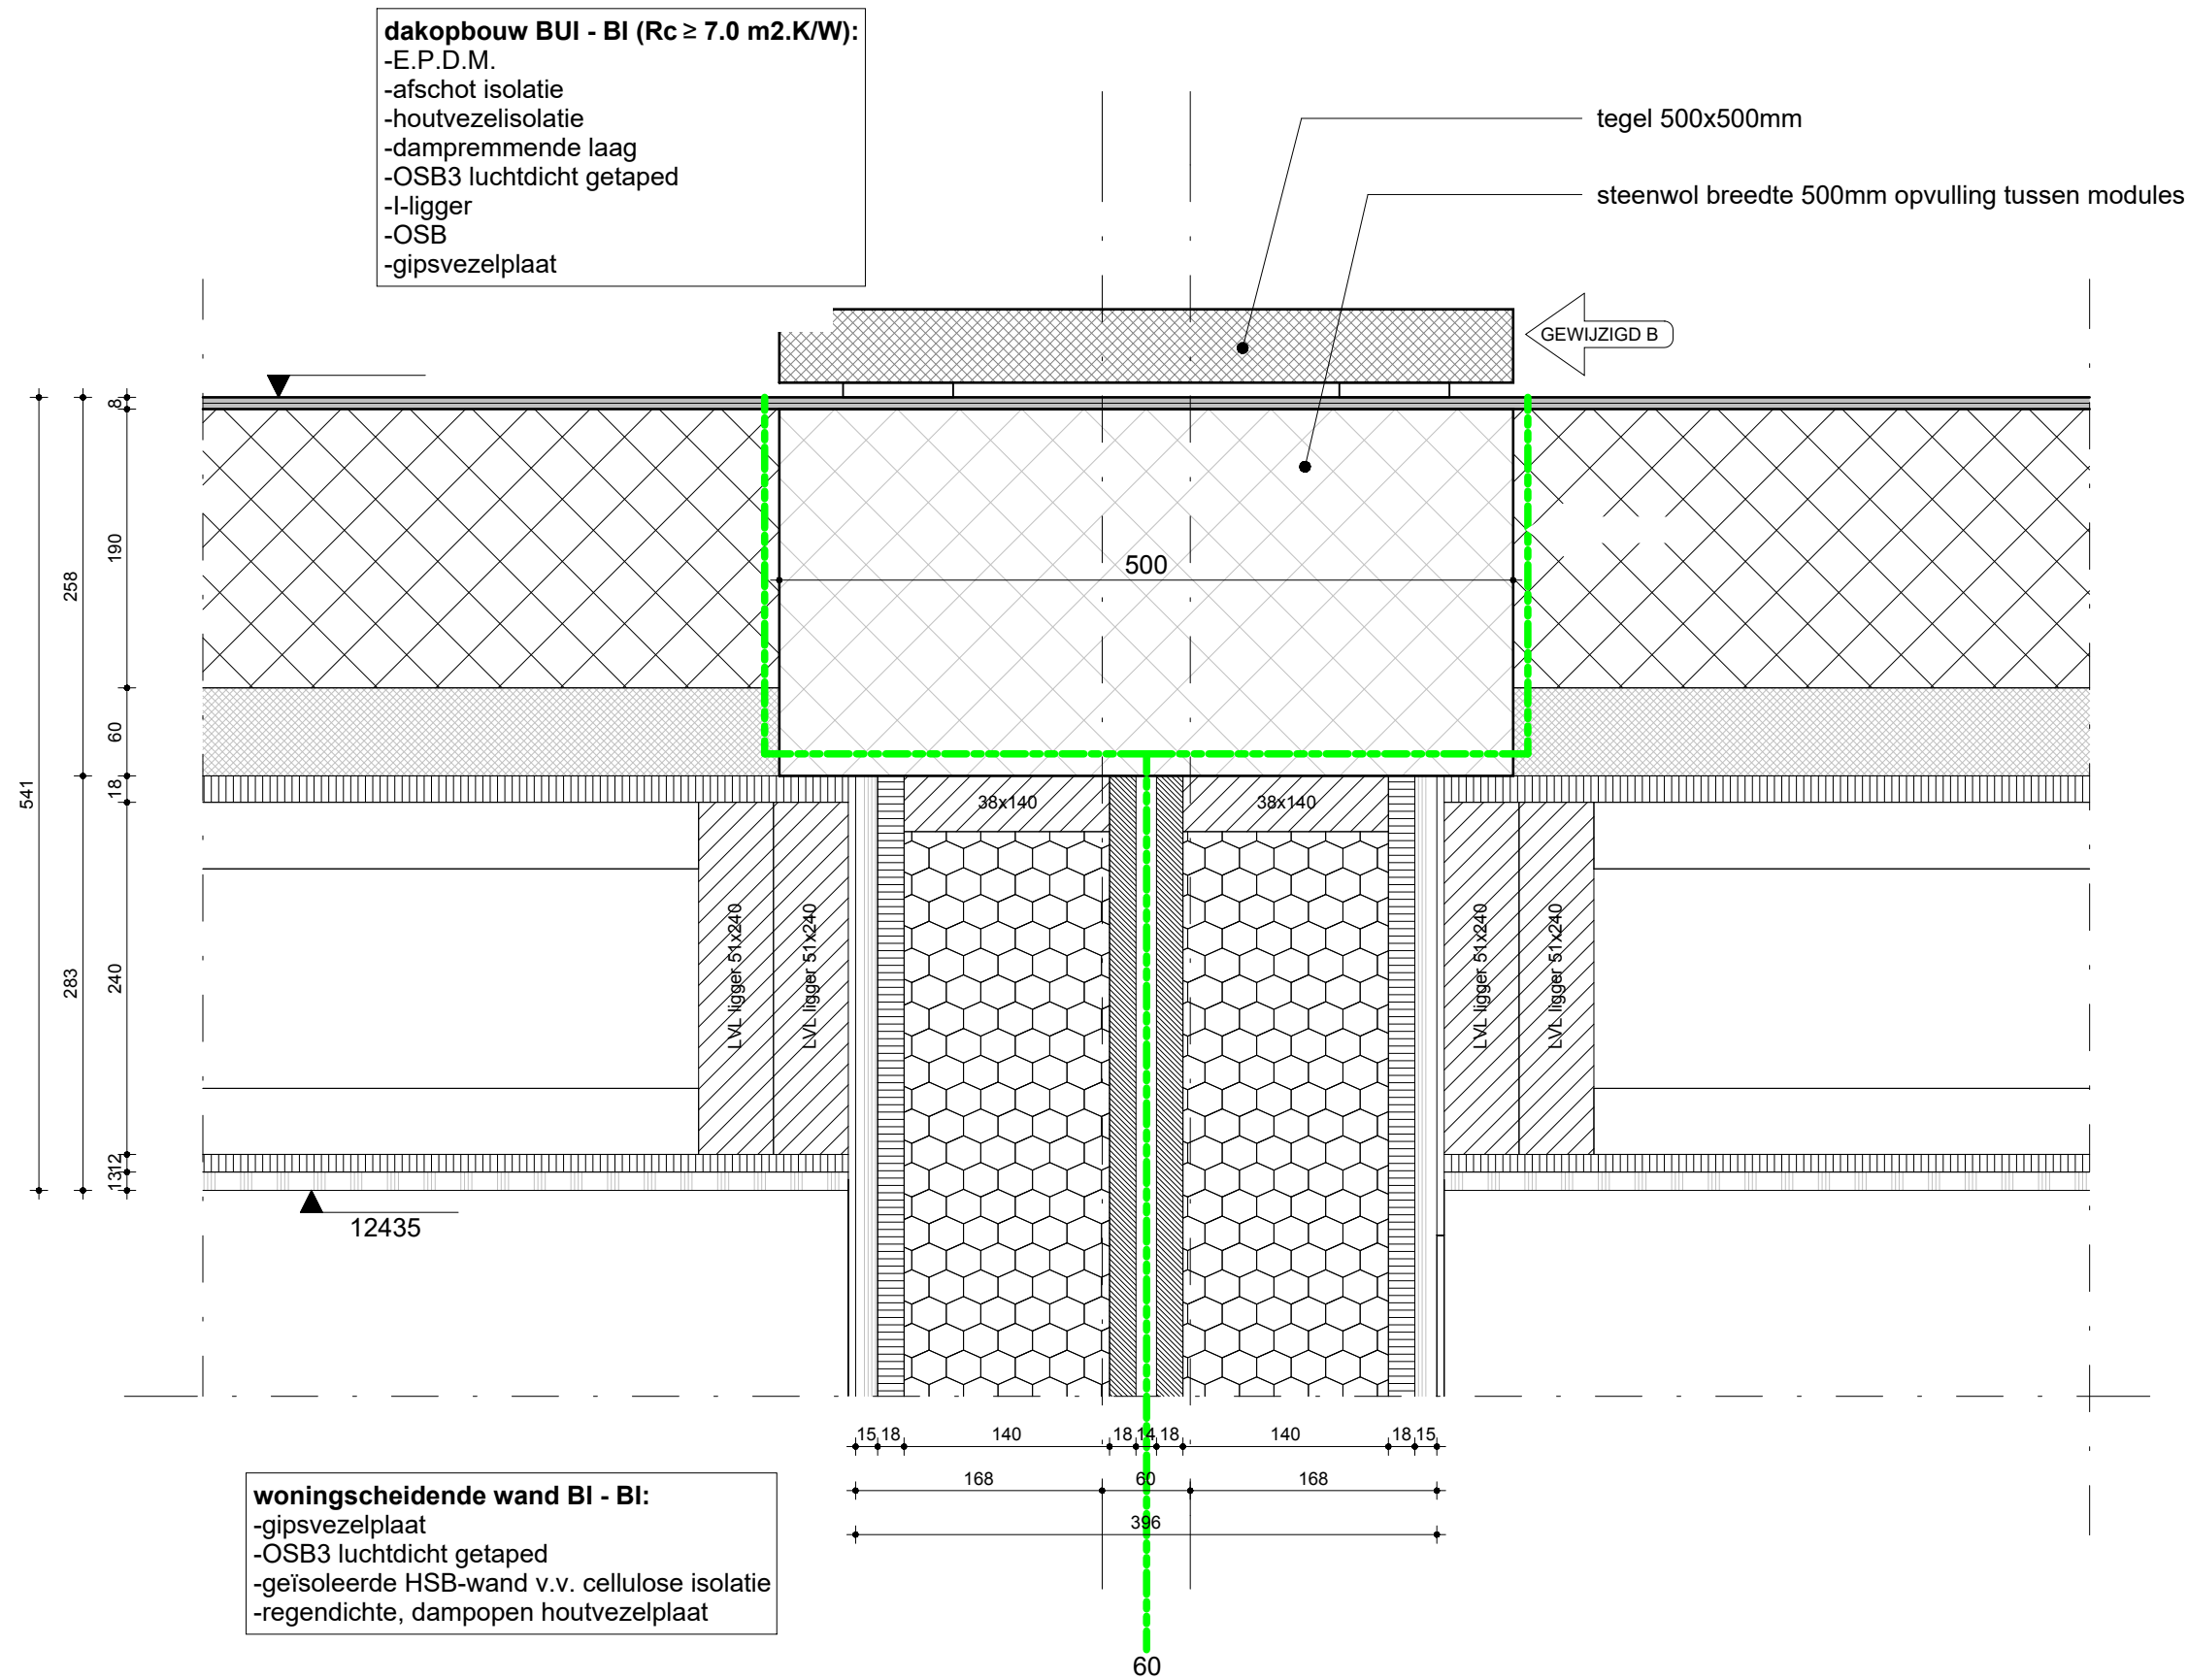 dakopbouw BUI - BI (Rc ≥ 7.0 m2.K/W):
-E.P.D.M.
-afschot isolatie
-houtvezelisolatie
-dampremmende laag
-OSB3 luchtdicht getaped
-I-ligger
-OSB
-gipsvezelplaat
tegel 500x500mm
steenwol breedte 500mm opvulling tussen modules
GEWIJZIGD B
8
190
258
500
60
541
18
38x140
38x140
283
240
LVL ligger 51x240
LVL ligger 51x240
LVL ligger 51x240
LVL ligger 51x240
12
13
12435
15 18 140 18 14 18 140 18 15
168 60 168
396
woningscheidende wand BI - BI:
-gipsvezelplaat
-OSB3 luchtdicht getaped
-geïsoleerde HSB-wand v.v. cellulose isolatie
-regendichte, dampopen houtvezelplaat
60